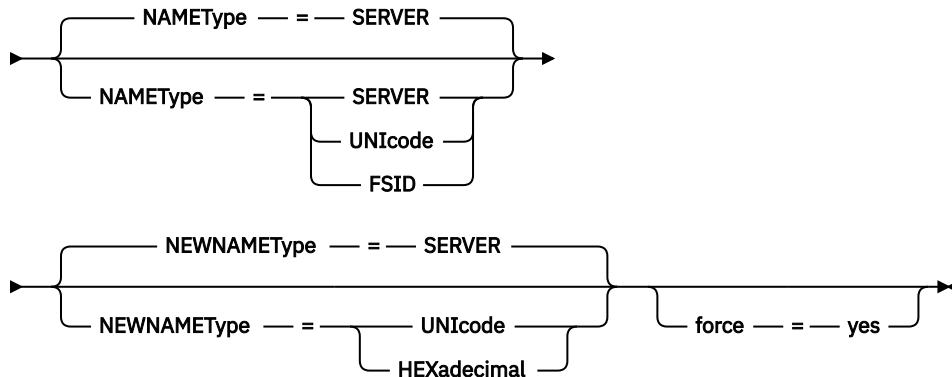 NAMEType = SERVER
NAMEType = SERVER
UNIcode
FSID
NEWNAMEType = SERVER
NEWNAMEType = UNIcode
HEXadecimal
force = yes